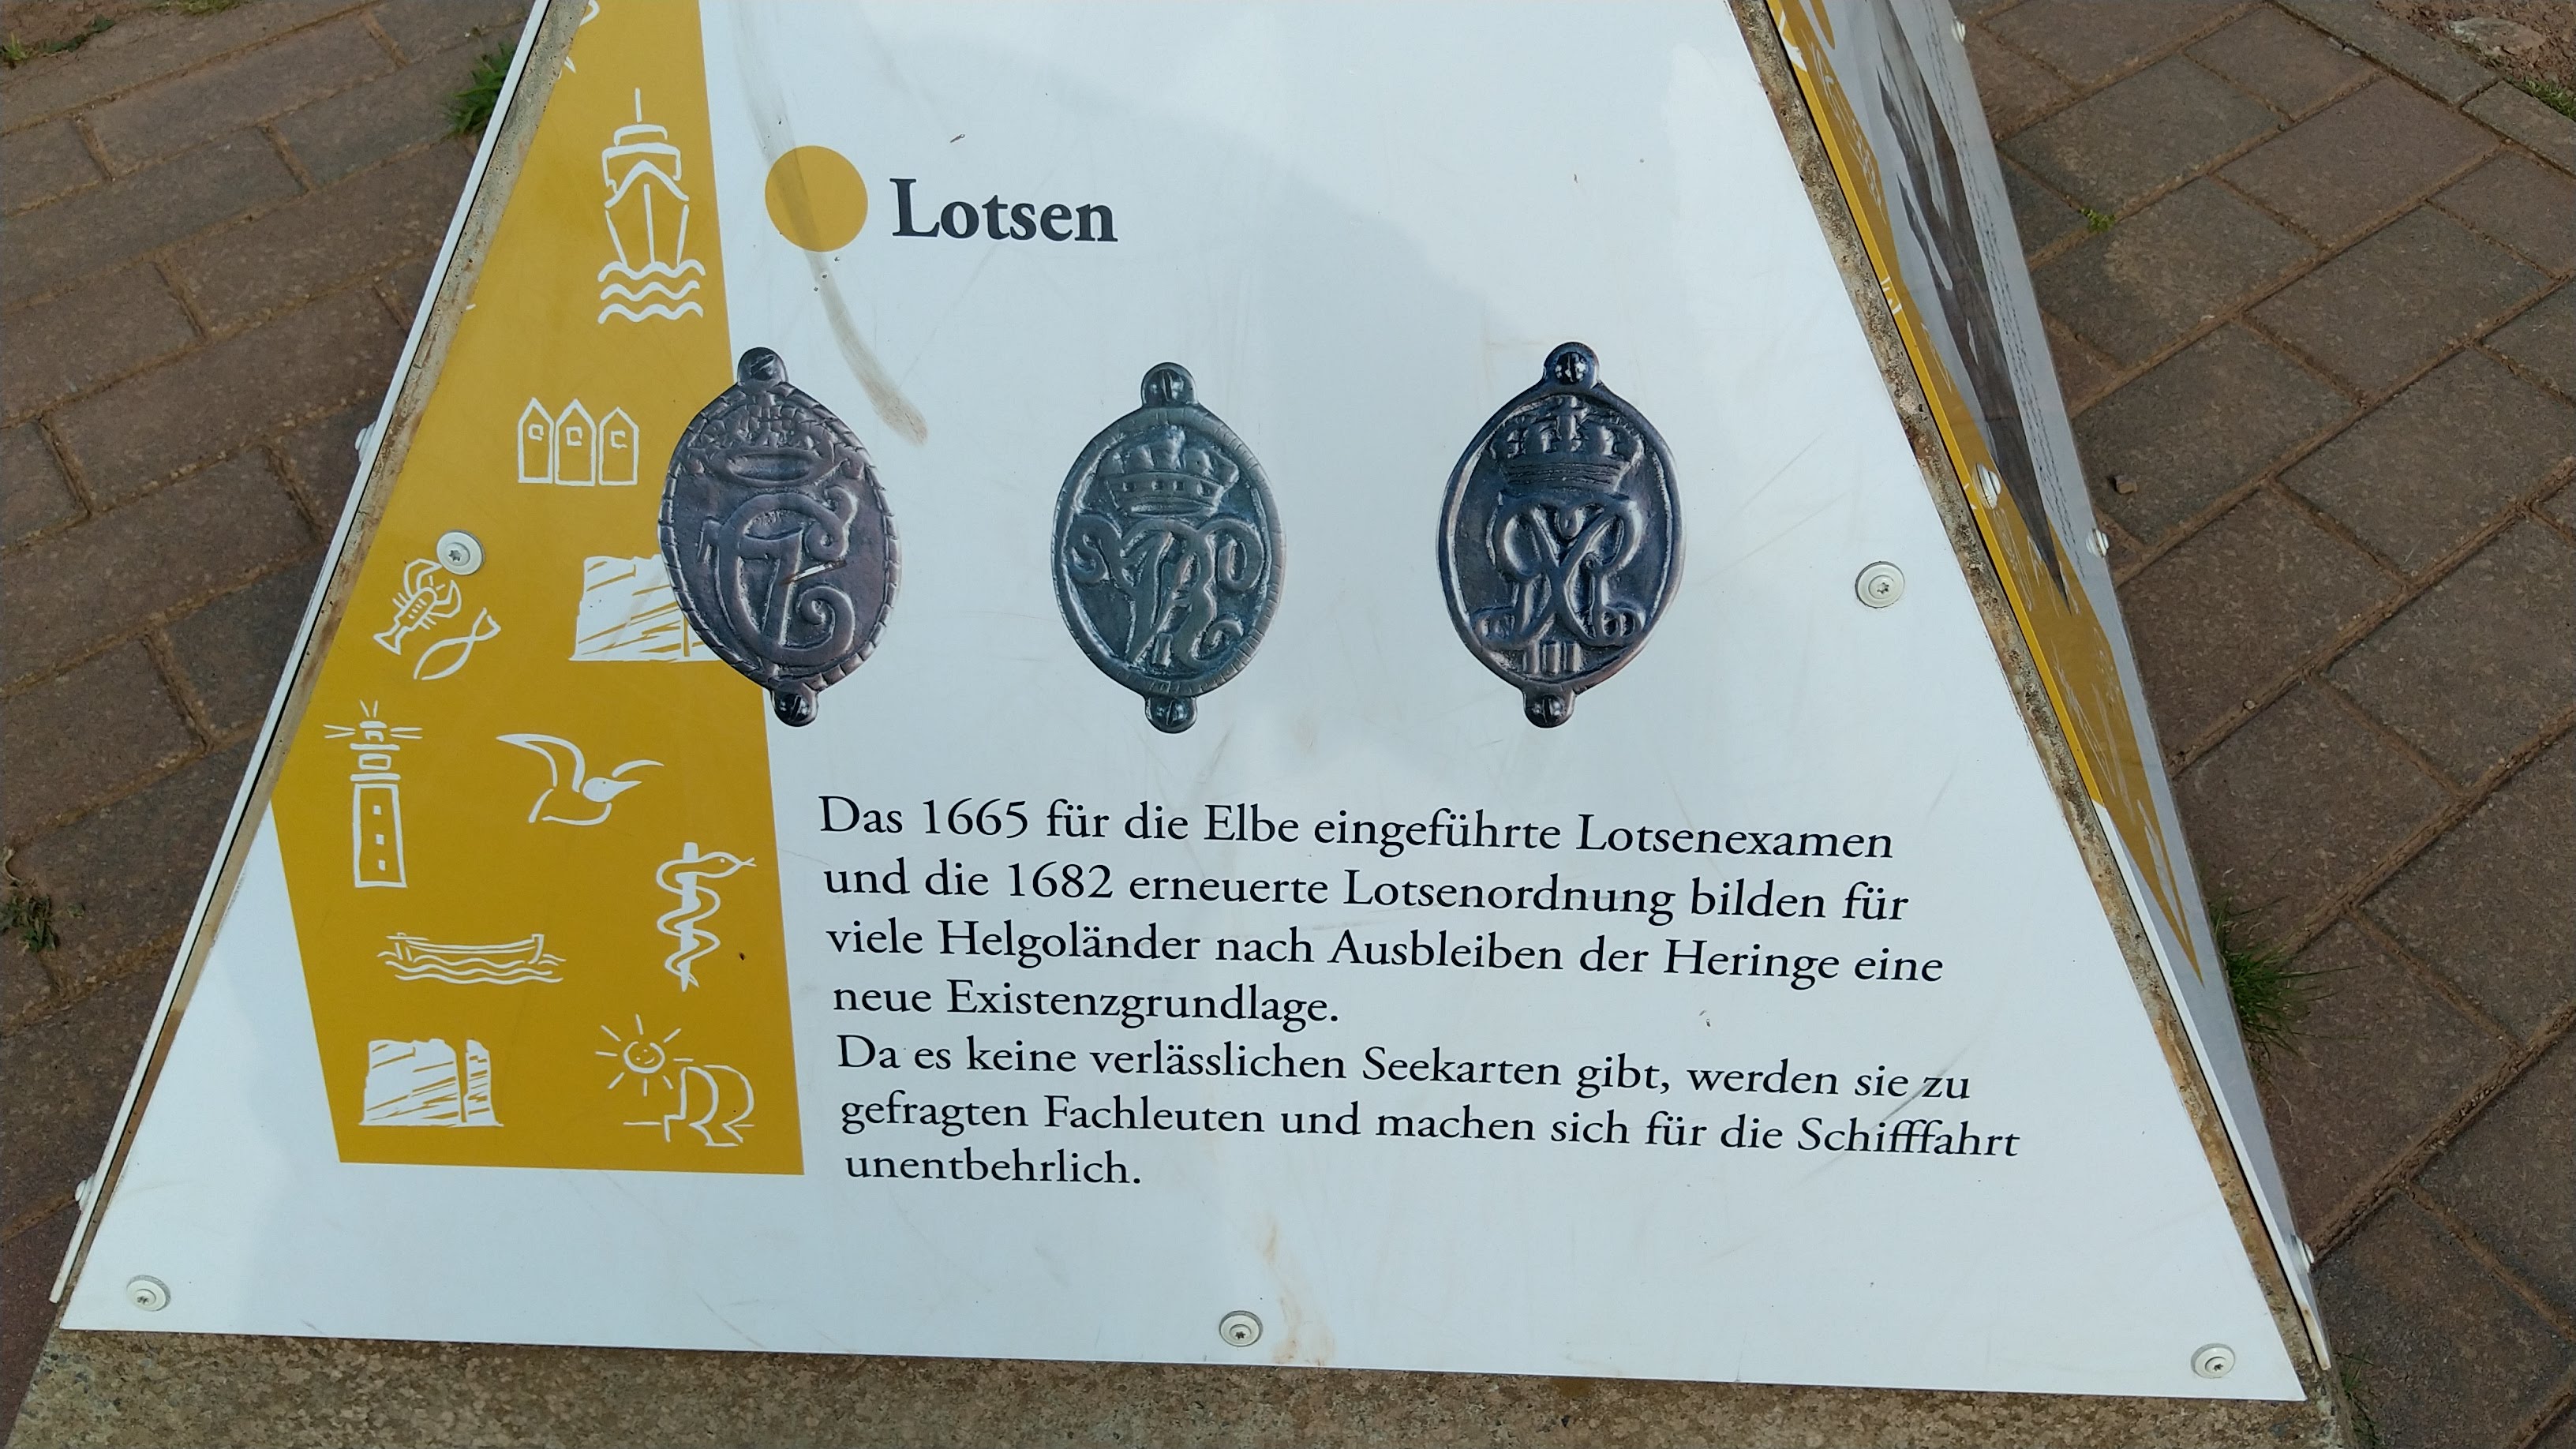 Lotsen
Das 1665 für die Elbe eingeführte Lotsenexamen
und die 1682 erneuerte Lotsenordnung bilden für
viele Helgoländer nach Ausbleiben der Heringe eine
neue Existenzgrundlage.
Da es keine verlässlichen Seekarten gibt, werden sie zu
gefragten Fachleuten und machen sich für die Schifffahrt
unentbehrlich.